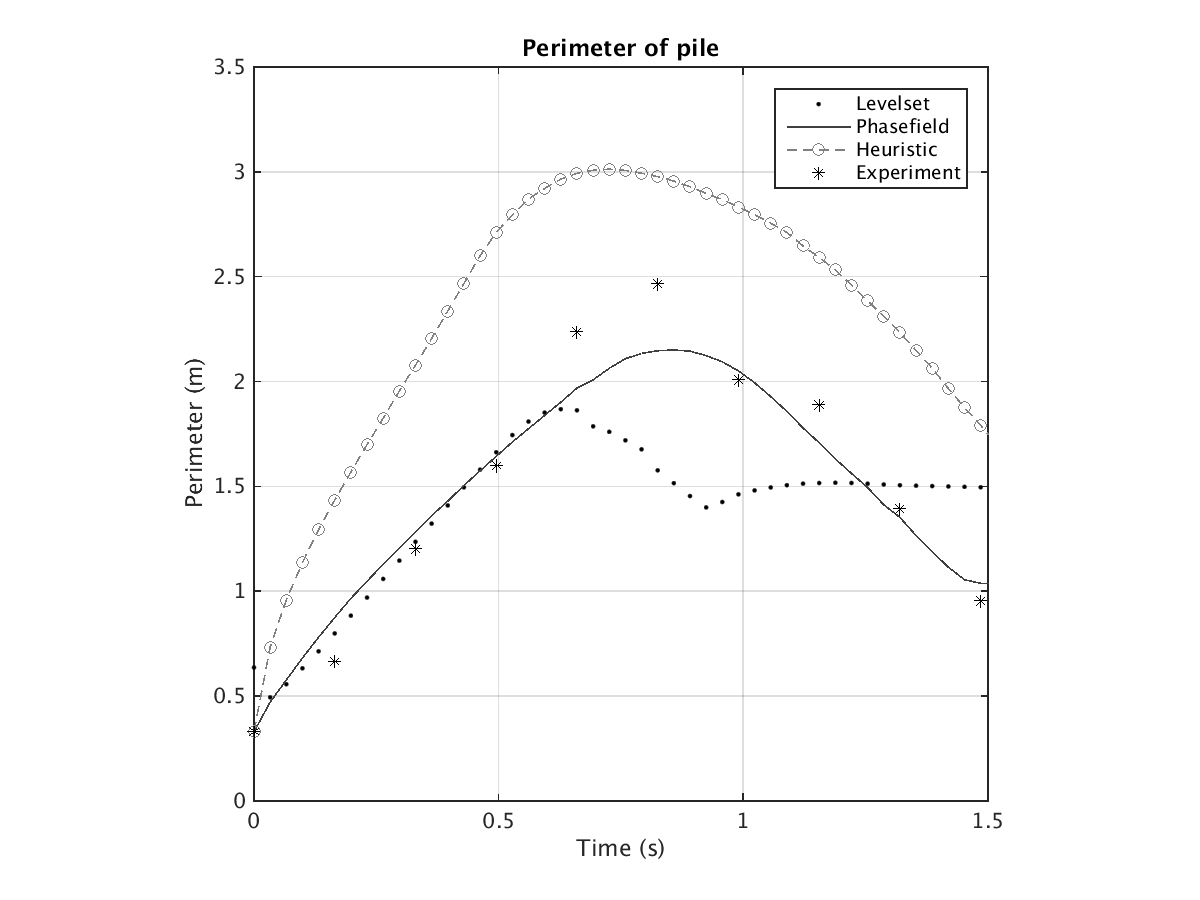 Perimeter of pile
3.5
3
2.5
2
1.5
1
0.5
0
Perimeter (m)
Levelset
Phasefield
Heuristic
Experiment
0
0.5
1
1.5
Time (s)